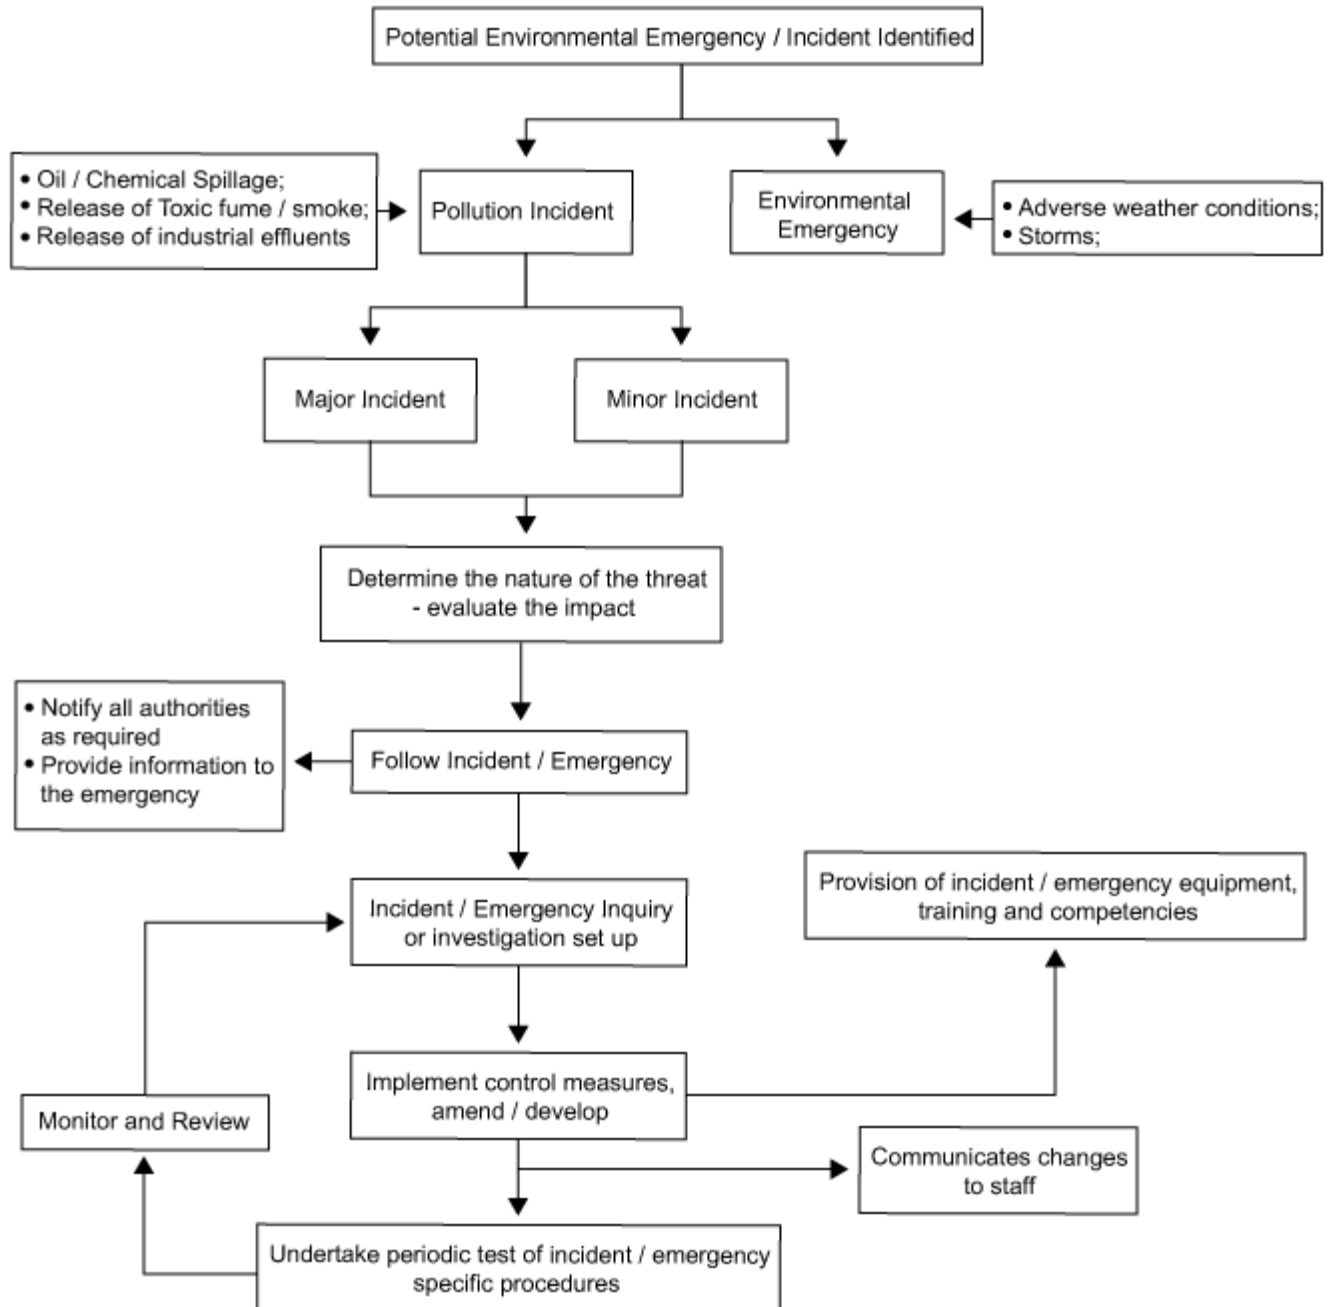 Potential Environmental Emergency / Incident Identified
• Oil / Chemical Spillage;
• Release of Toxic fume / smoke;
• Release of industrial effluents
Pollution Incident
Environmental
Emergency
• Adverse weather conditions;
• Storms;
Major Incident
Minor Incident
Determine the nature of the threat
- evaluate the impact
• Notify all authorities
as required
• Provide information to
the emergency
Follow Incident / Emergency
Incident / Emergency Inquiry
or investigation set up
Provision of incident / emergency equipment,
training and competencies
Implement control measures,
amend / develop
Monitor and Review
Communicates changes
to staff
Undertake periodic test of incident / emergency
specific procedures